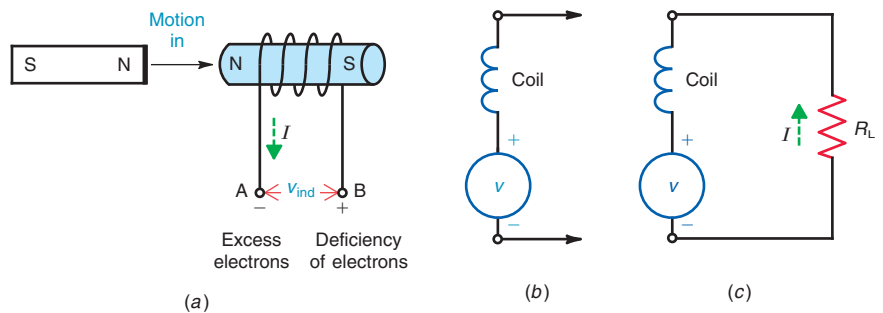 Motion
in
S N
N S
I
A v_ind B
− +
Excess
electrons
Deficiency
of electrons
(a)
Coil
+
v
−
(b)
Coil
+
v
−
I
R_L
(c)